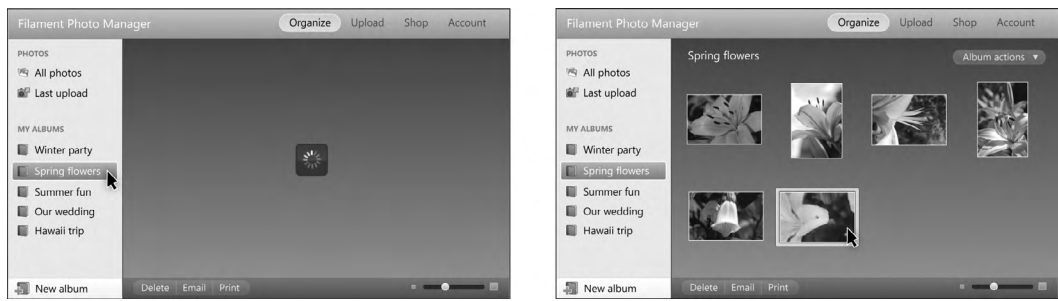 Filament Photo Manager
Organize Upload Shop Account
PHOTOS
All photos
Last upload
MY ALBUMS
Winter party
Spring flowers
Summer fun
Our wedding
Hawaii trip
New album
Delete Email Print
Filament Photo Manager
Organize Upload Shop Account
PHOTOS
All photos
Last upload
MY ALBUMS
Winter party
Spring flowers
Summer fun
Our wedding
Hawaii trip
New album
Spring flowers
Album actions
Delete Email Print